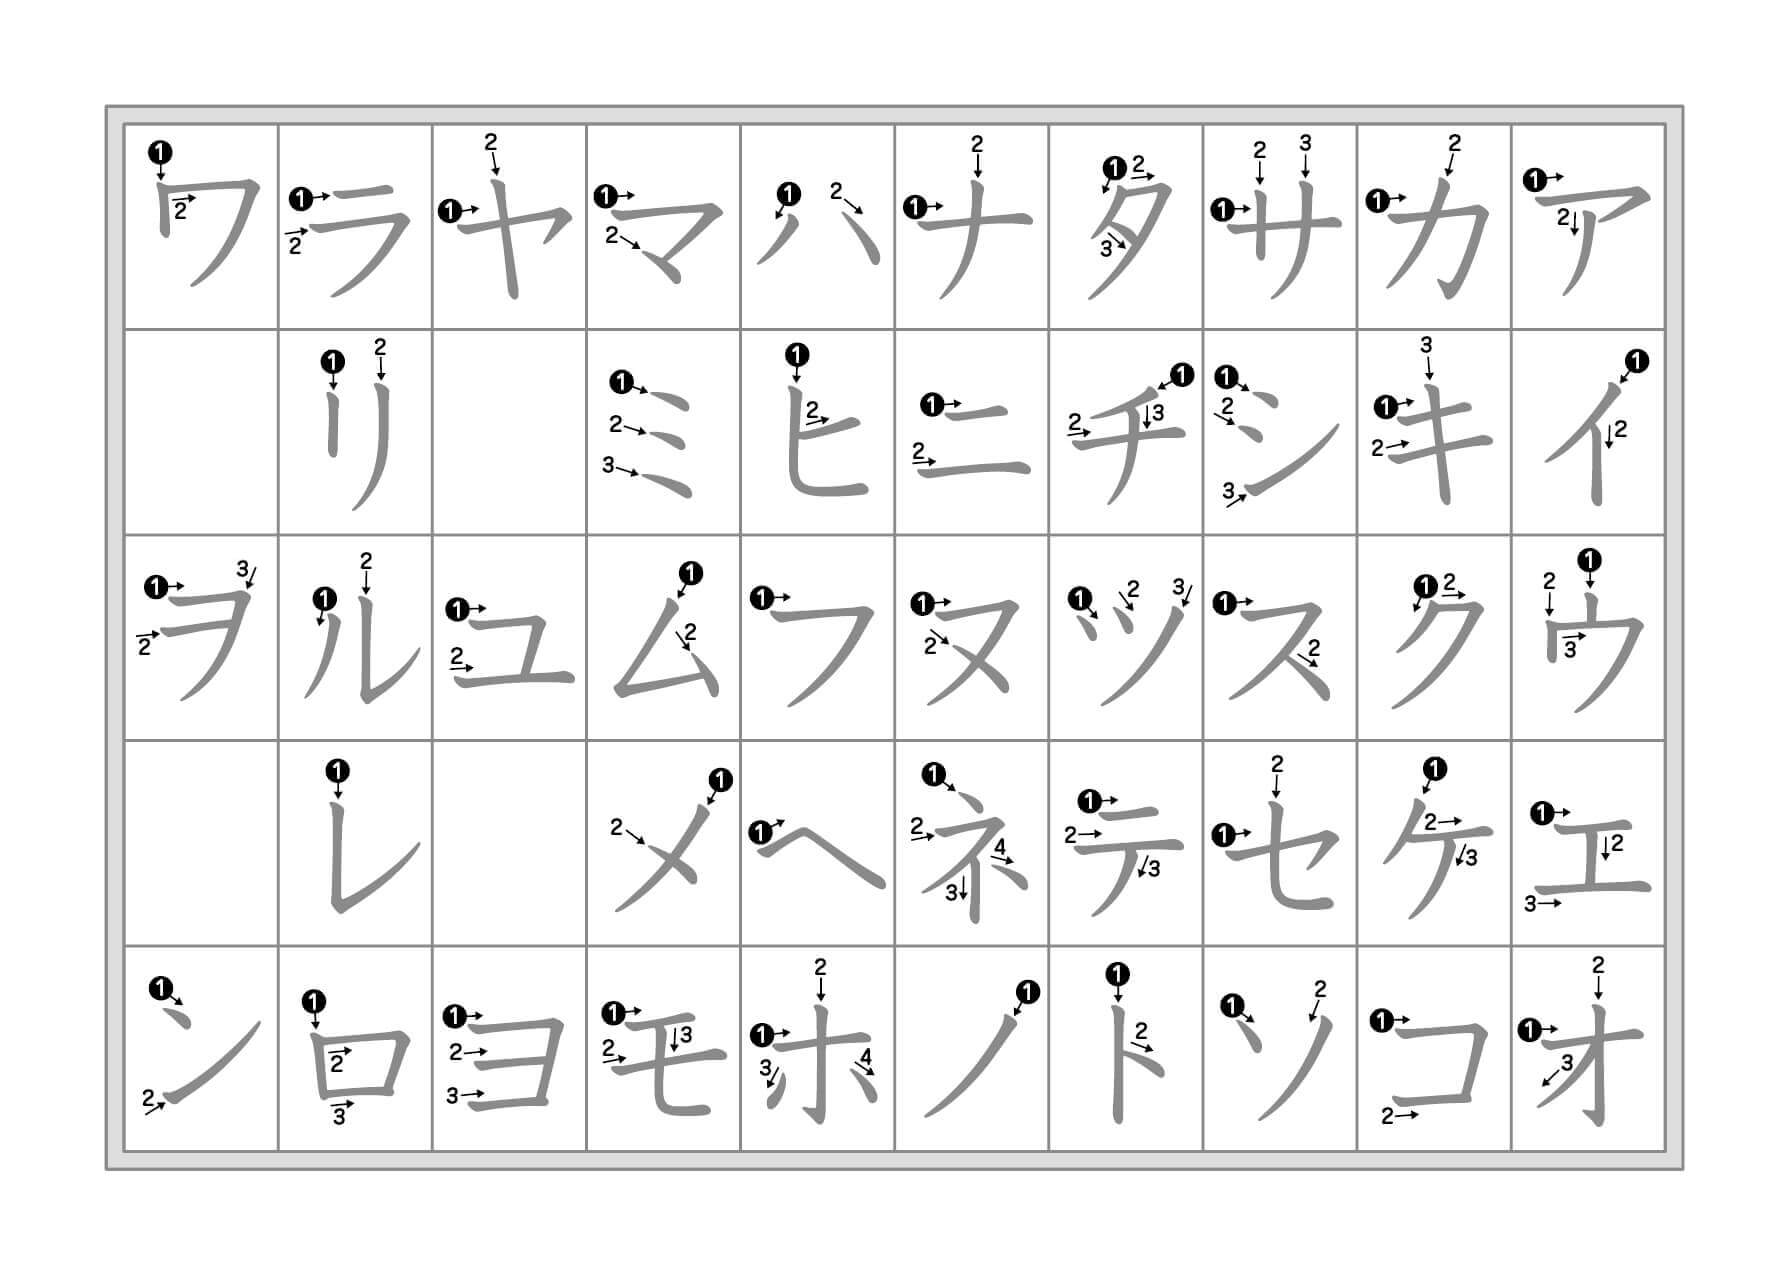 ワ ラ ヤ マ ハ ナ タ サ カ ア
リ ミ ヒ ニ チ シ キ イ
ヲ ル ユ ム フ ヌ ツ ス ク ウ
レ メ ヘ ネ テ セ ケ エ
ン ロ ヨ モ ホ ノ ト ソ コ オ